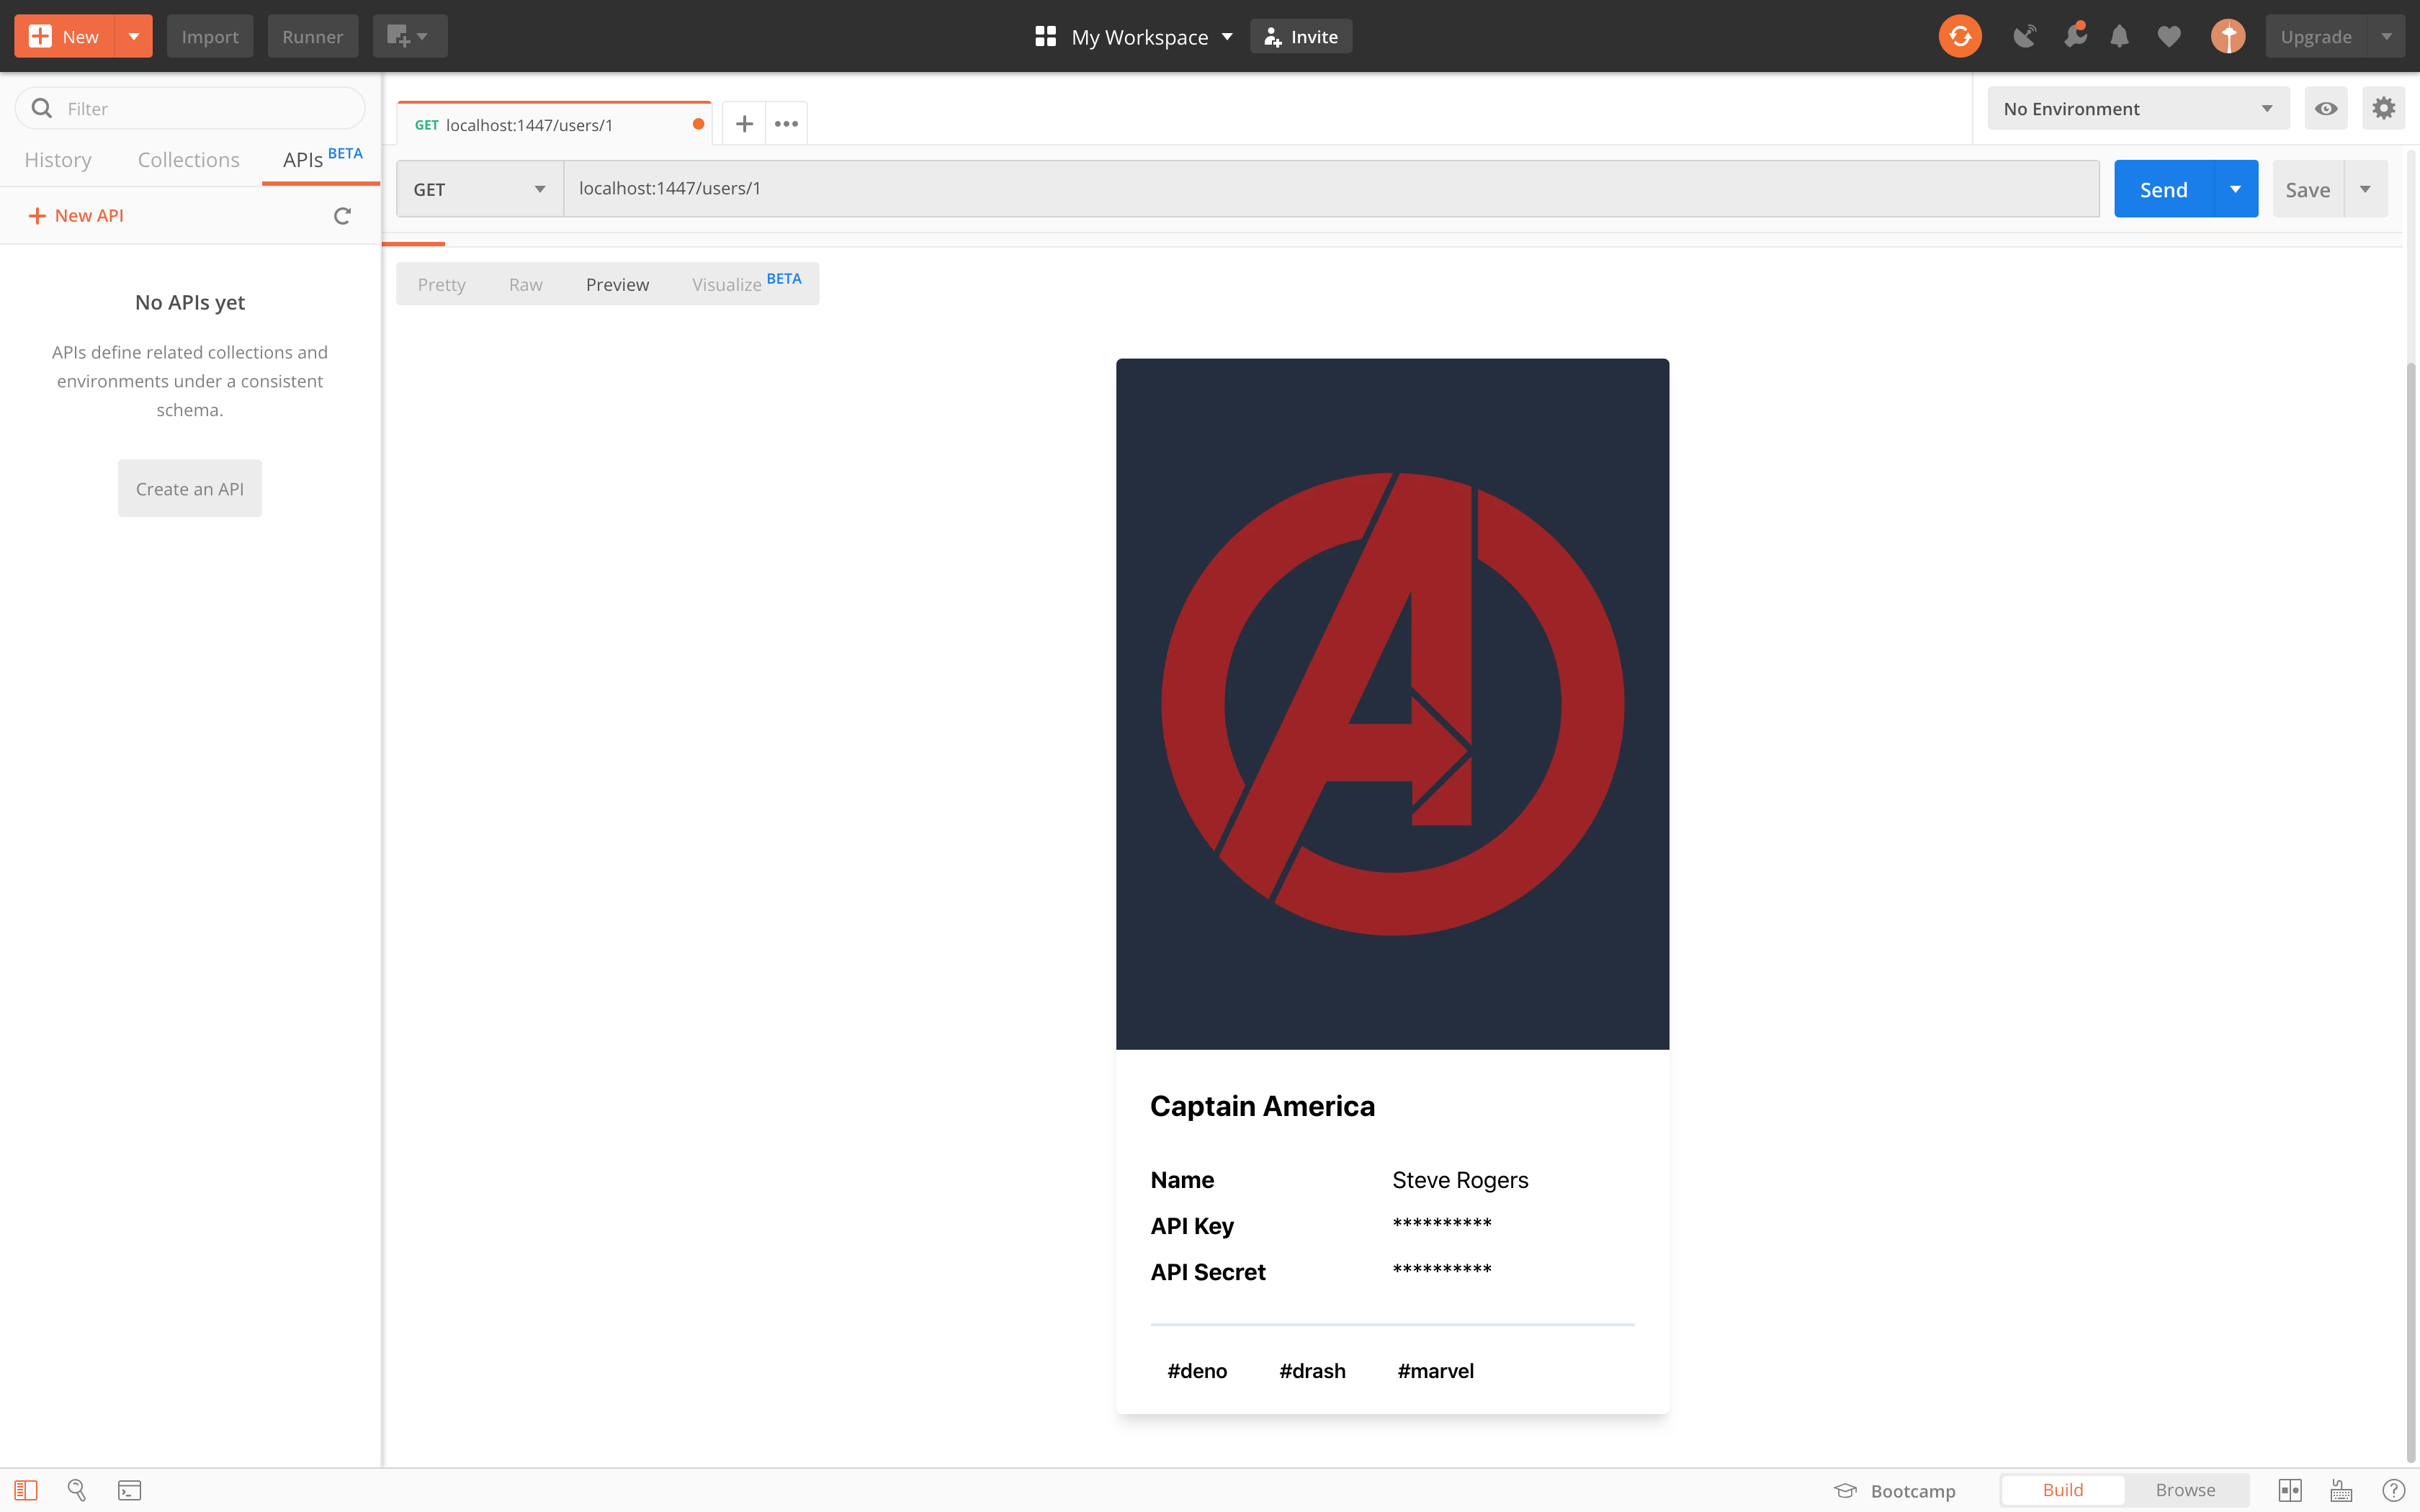 New
Import
Runner
My Workspace
Invite
Upgrade
Filter
History
Collections
APIs BETA
New API
No APIs yet
APIs define related collections and
environments under a consistent
schema.
Create an API
GET localhost:1447/users/1
No Environment
GET
localhost:1447/users/1
Send
Save
Pretty
Raw
Preview
Visualize BETA
Captain America
Name Steve Rogers
API Key **********
API Secret **********
#deno #drash #marvel
Bootcamp
Build
Browse